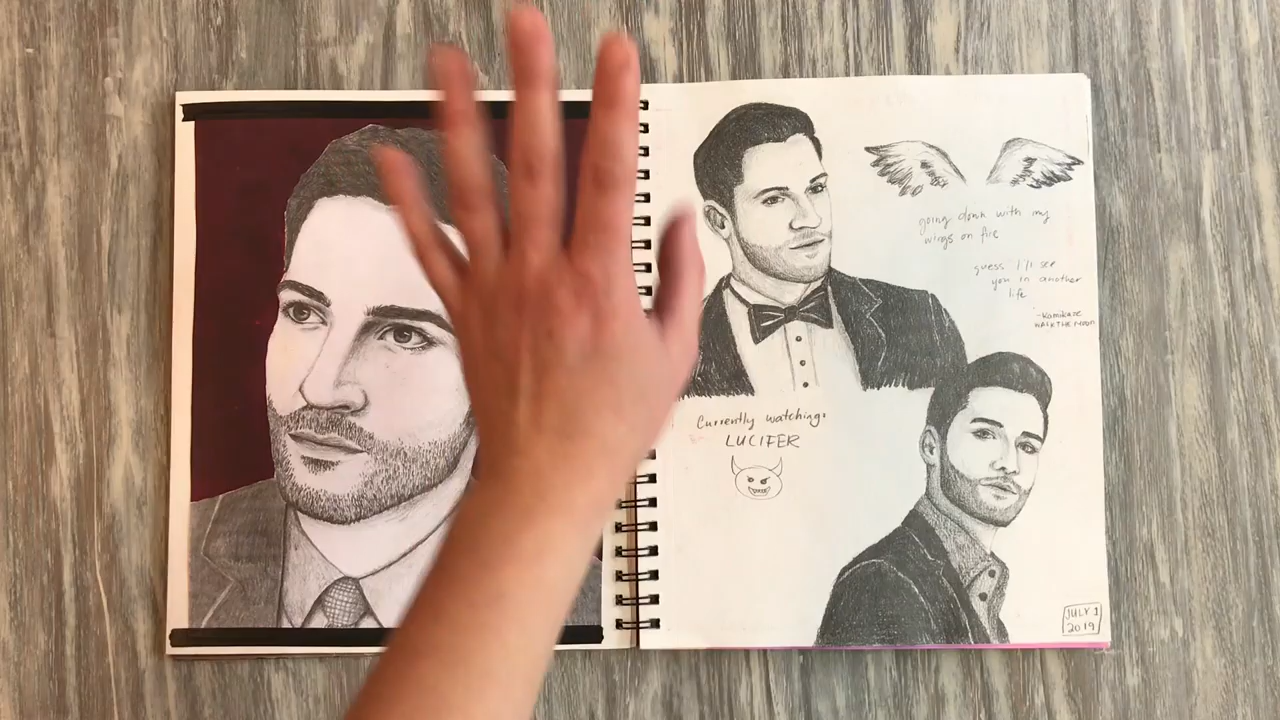 going down with my
wings on fire
guess I'll see
you in another
life
-Kamikaze
WALK THE MOON
Currently watching:
LUCIFER
JULY 1
2019